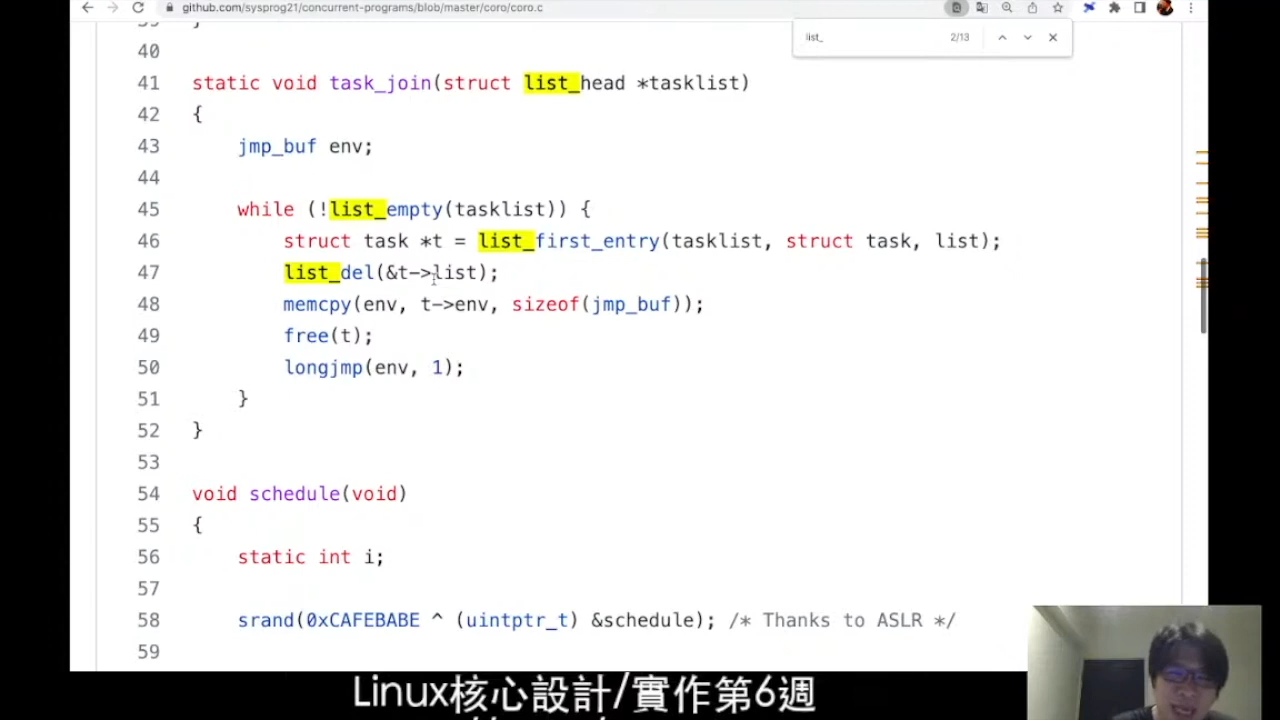 github.com/sysprog21/concurrent-programs/blob/master/coro/coro.c
list_ 2/13
40
41 static void task_join(struct list_head *tasklist)
42 {
43 jmp_buf env;
44
45 while (!list_empty(tasklist)) {
46 struct task *t = list_first_entry(tasklist, struct task, list);
47 list_del(&t->list);
48 memcpy(env, t->env, sizeof(jmp_buf));
49 free(t);
50 longjmp(env, 1);
51 }
52 }
53
54 void schedule(void)
55 {
56 static int i;
57
58 srand(0xCAFEBABE ^ (uintptr_t) &schedule); /* Thanks to ASLR */
59
Linux核心設計/實作第6週